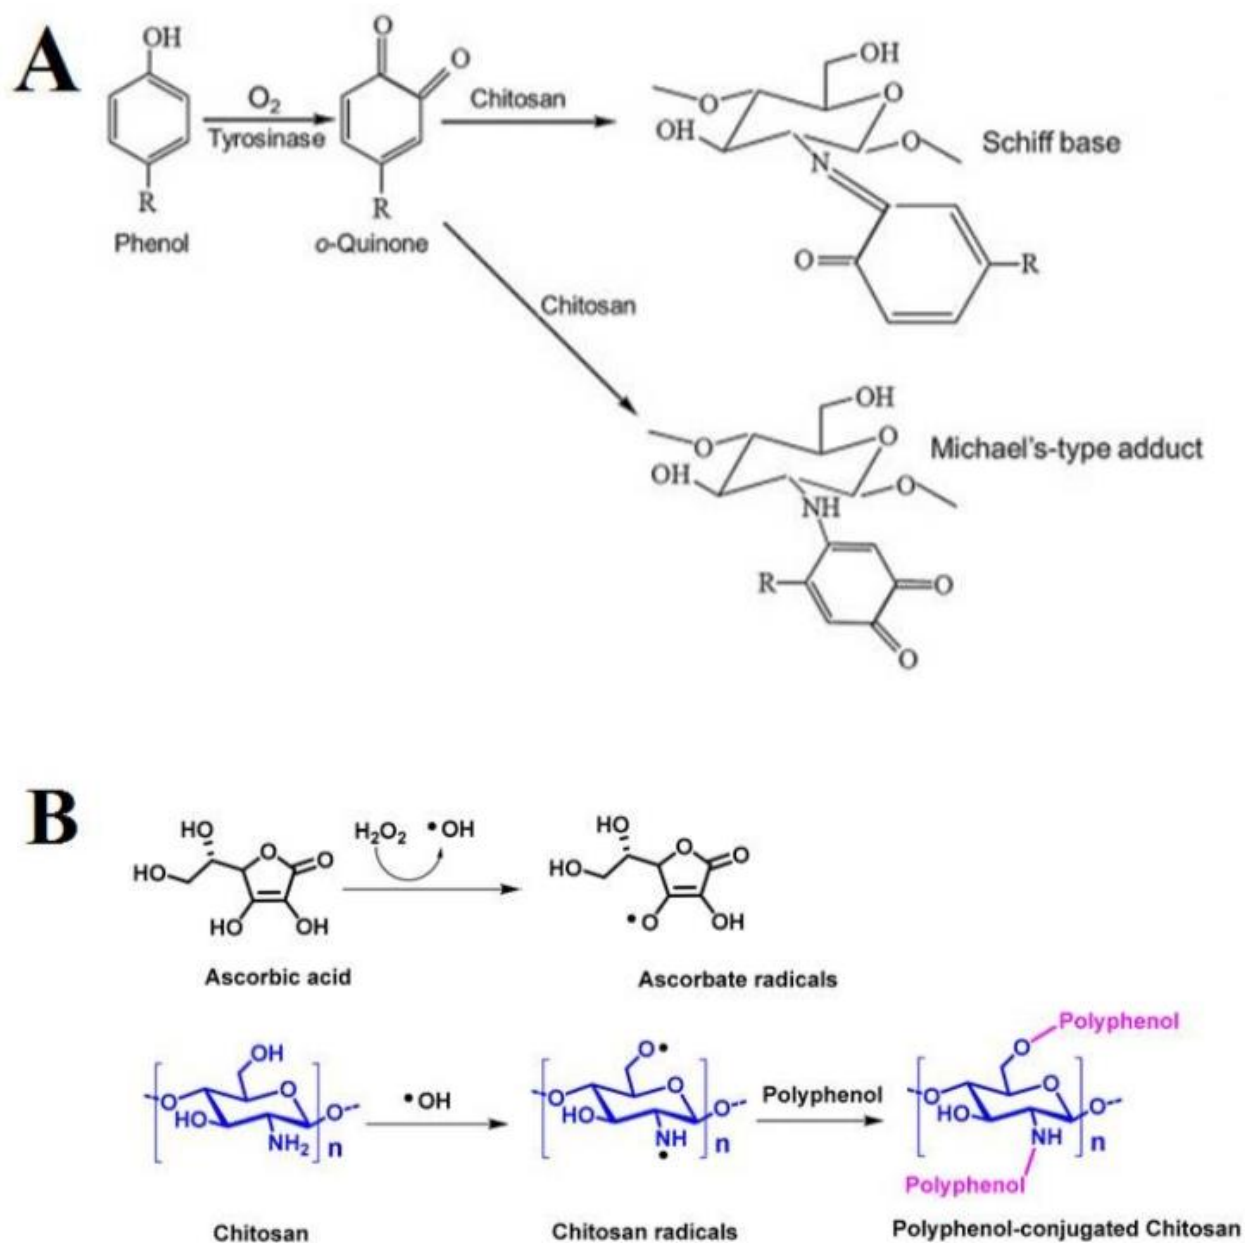 A
OH
R
Phenol
O2
Tyrosinase
O
O
R
o-Quinone
Chitosan
OH
O
O
OH
O
N
O
R
Schiff base
Chitosan
OH
O
O
OH
O
NH
R
O
O
Michael's-type adduct
B
HO
HO
O
O
HO
OH
Ascorbic acid
H2O2 •OH
HO
HO
O
O
•O
OH
Ascorbate radicals
OH
O
O
HO
O
NH2
n
Chitosan
•OH
O•
O
O
HO
O
NH
•
n
Chitosan radicals
Polyphenol
Polyphenol
O
O
O
HO
O
NH
n
Polyphenol
Polyphenol-conjugated Chitosan